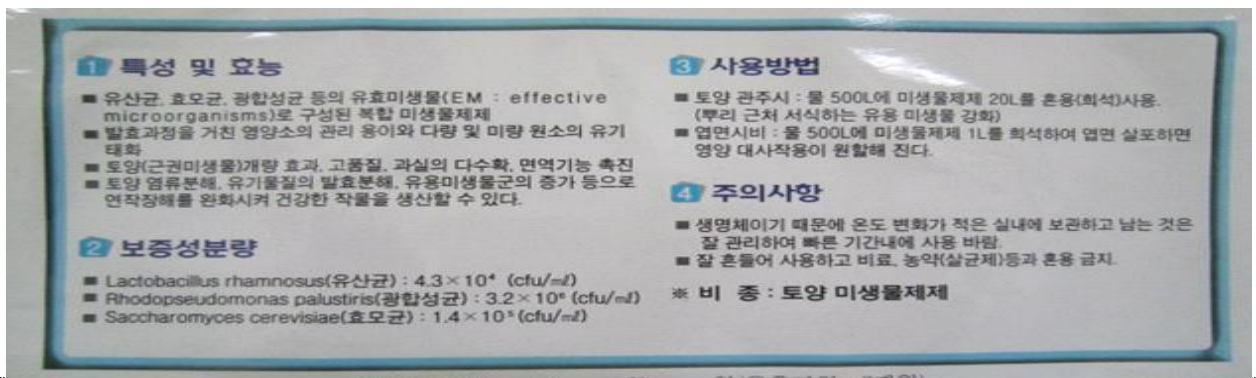 1 특성 및 효능
■ 유산균, 효모균, 광합성균 등의 유효미생물(EM : effective
microorganisms)로 구성된 복합 미생물제제
■ 발효과정을 거친 영양소의 관리 용이와 다량 및 미량 원소의 유기
태화
■ 토양(근권미생물)개량 효과, 고품질, 과실의 다수확, 면역기능 촉진
■ 토양 염류분해, 유기물질의 발효분해, 유용미생물군의 증가 등으로
연작장해를 완화시켜 건강한 작물을 생산할 수 있다.
2 보증성분량
■ Lactobacillus rhamnosus(유산균) : 4.3×10⁴ (cfu/㎖)
■ Rhodopseudomonas palustiris(광합성균) : 3.2×10⁶ (cfu/㎖)
■ Saccharomyces cerevisiae(효모균) : 1.4×10⁵ (cfu/㎖)
3 사용방법
■ 토양 관주시 : 물 500L에 미생물제제 20L를 혼용(희석)사용.
(뿌리 근처 서식하는 유용 미생물 강화)
■ 엽면시비 : 물 500L에 미생물제제 1L를 희석하여 엽면 살포하면
영양 대사작용이 원할해 진다.
4 주의사항
■ 생명체이기 때문에 온도 변화가 적은 실내에 보관하고 남는 것은
잘 관리하여 빠른 기간내에 사용 바람.
■ 잘 흔들어 사용하고 비료, 농약(살균제)등과 혼용 금지.
※ 비 종 : 토양 미생물제제